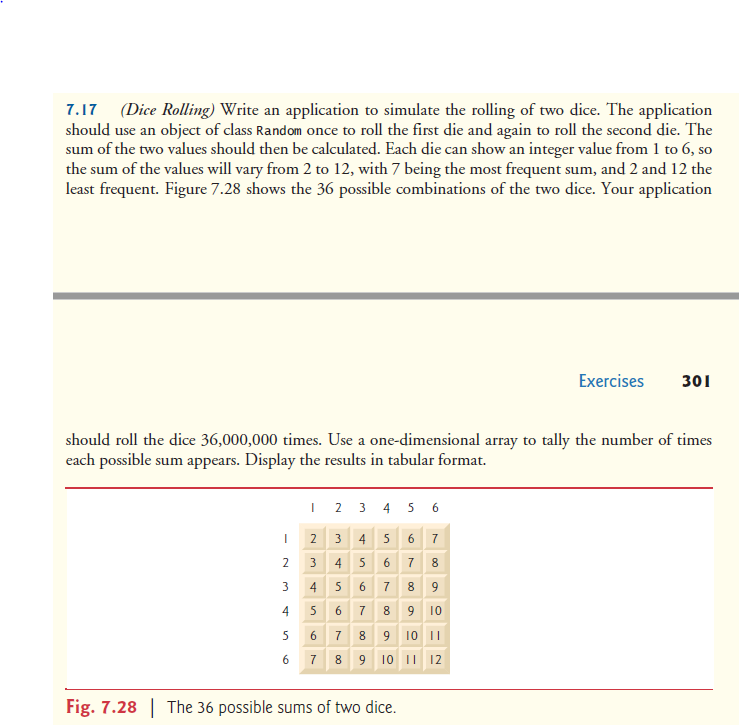 7.17 (Dice Rolling) Write an application to simulate the rolling of two dice. The application
should use an object of class Random once to roll the first die and again to roll the second die. The
sum of the two values should then be calculated. Each die can show an integer value from 1 to 6, so
the sum of the values will vary from 2 to 12, with 7 being the most frequent sum, and 2 and 12 the
least frequent. Figure 7.28 shows the 36 possible combinations of the two dice. Your application
Exercises 301
should roll the dice 36,000,000 times. Use a one-dimensional array to tally the number of times
each possible sum appears. Display the results in tabular format.
1 2 3 4 5 6
1 2 3 4 5 6 7
2 3 4 5 6 7 8
3 4 5 6 7 8 9
4 5 6 7 8 9 10
5 6 7 8 9 10 11
6 7 8 9 10 11 12
Fig. 7.28 | The 36 possible sums of two dice.